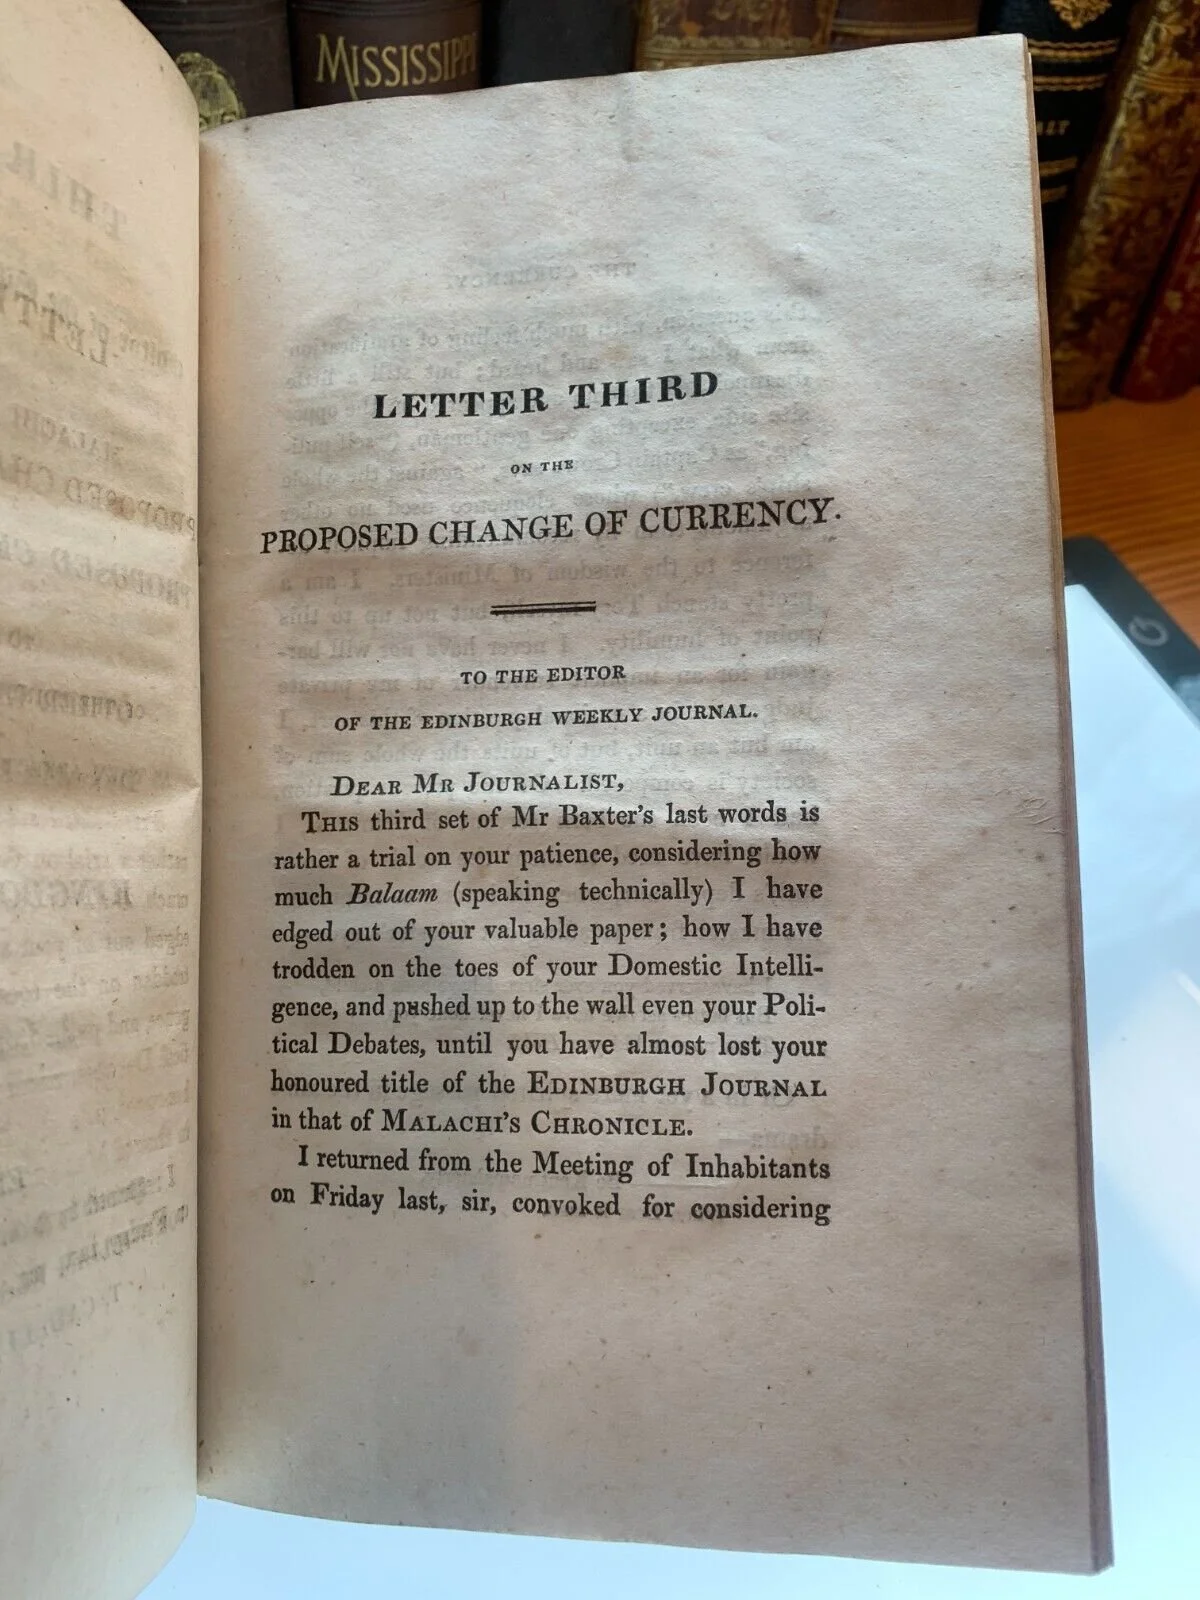 MISSISSIPPI
LETTER THIRD
ON THE
PROPOSED CHANGE OF CURRENCY.
TO THE EDITOR
OF THE EDINBURGH WEEKLY JOURNAL.
DEAR MR JOURNALIST,
THIS third set of Mr Baxter's last words is
rather a trial on your patience, considering how
much Balaam (speaking technically) I have
edged out of your valuable paper; how I have
trodden on the toes of your Domestic Intelli-
gence, and pushed up to the wall even your Poli-
tical Debates, until you have almost lost your
honoured title of the EDINBURGH JOURNAL
in that of MALACHI'S CHRONICLE.
I returned from the Meeting of Inhabitants
on Friday last, sir, convoked for considering